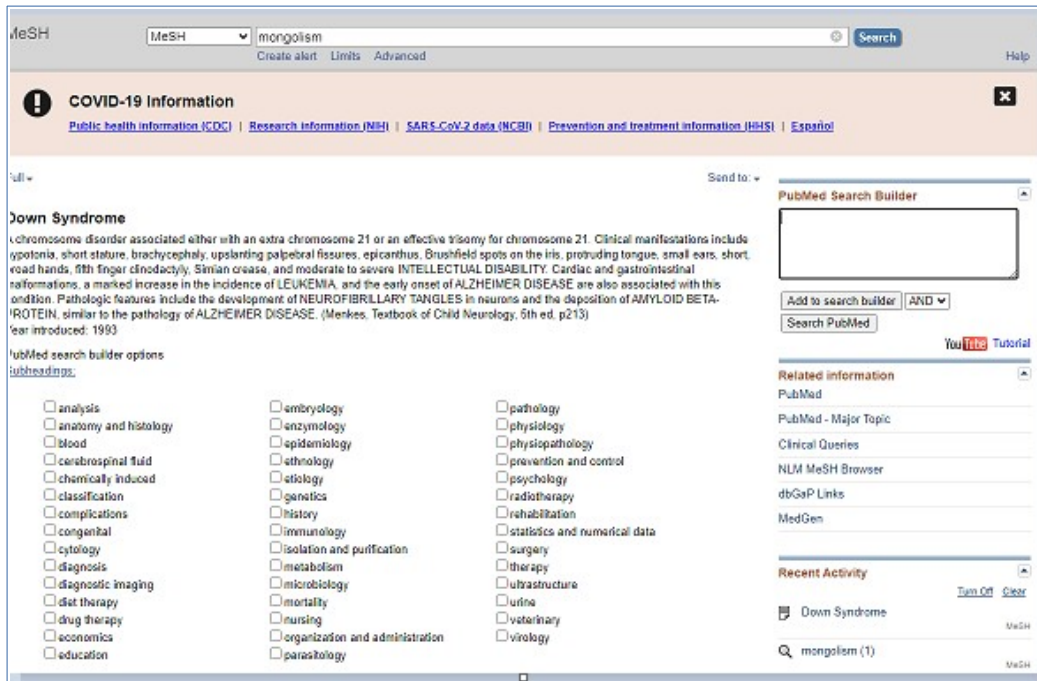 MeSH
MeSH mongolism Search
Create alert Limits Advanced Help
COVID-19 Information
Public health information (CDC) | Research information (NIH) | SARS-CoV-2 data (NCBI) | Prevention and treatment information (HHS) | Español
Full Send to:
Down Syndrome
A chromosome disorder associated either with an extra chromosome 21 or an effective trisomy for chromosome 21. Clinical manifestations include
hypotonia, short stature, brachycephaly, upslanting palpebral fissures, epicanthus, Brushfield spots on the iris, protruding tongue, small ears, short,
broad hands, fifth finger clinodactyly, Simian crease, and moderate to severe INTELLECTUAL DISABILITY. Cardiac and gastrointestinal
malformations, a marked increase in the incidence of LEUKEMIA, and the early onset of ALZHEIMER DISEASE are also associated with this
condition. Pathologic features include the development of NEUROFIBRILLARY TANGLES in neurons and the deposition of AMYLOID BETA-
PROTEIN, similar to the pathology of ALZHEIMER DISEASE. (Menkes, Textbook of Child Neurology, 5th ed, p213)
Year introduced: 1993
PubMed search builder options
Subheadings:
analysis
anatomy and histology
blood
cerebrospinal fluid
chemically induced
classification
complications
congenital
cytology
diagnosis
diagnostic imaging
diet therapy
drug therapy
economics
education
embryology
enzymology
epidemiology
ethnology
etiology
genetics
history
immunology
isolation and purification
metabolism
microbiology
mortality
nursing
organization and administration
parasitology
pathology
physiology
physiopathology
prevention and control
psychology
radiotherapy
rehabilitation
statistics and numerical data
surgery
therapy
ultrastructure
urine
veterinary
virology
PubMed Search Builder
Add to search builder AND
Search PubMed
YouTube Tutorial
Related information
PubMed
PubMed - Major Topic
Clinical Queries
NLM MeSH Browser
dbGaP Links
MedGen
Recent Activity
Turn Off Clear
Down Syndrome
MeSH
mongolism (1)
MeSH